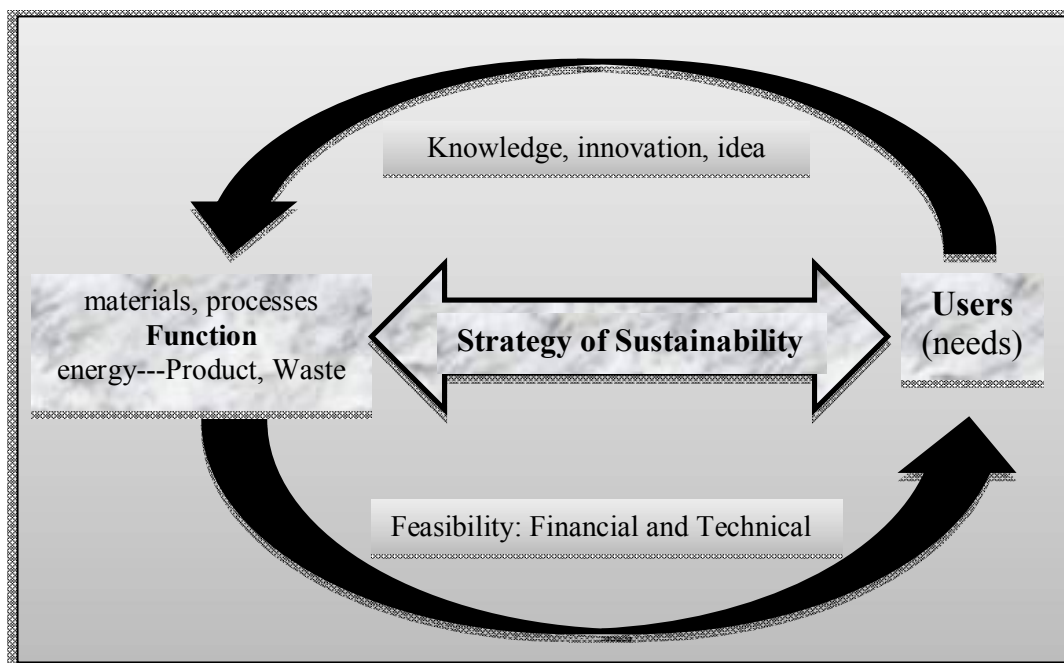 Knowledge, innovation, idea
materials, processes
Function
energy---Product, Waste
Strategy of Sustainability
Users
(needs)
Feasibility: Financial and Technical